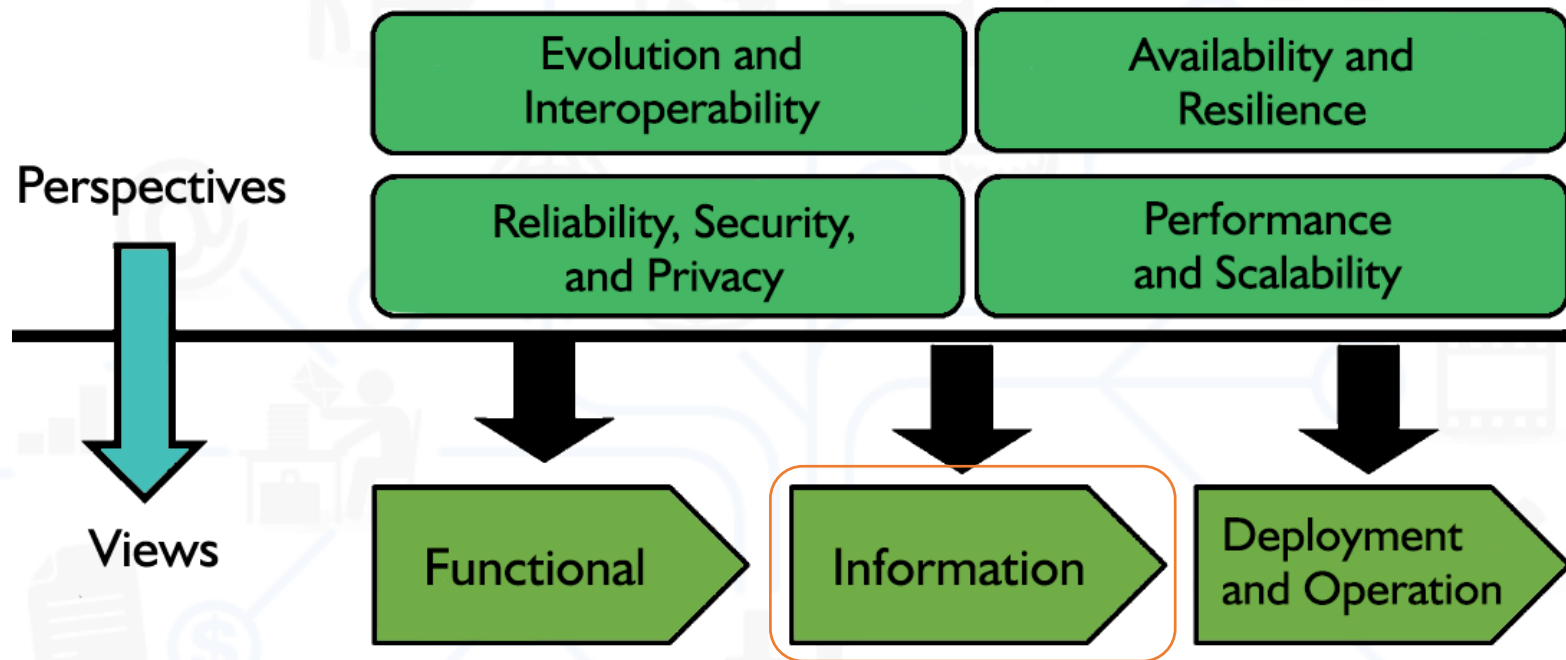 Evolution and
Interoperability
Availability and
Resilience
Perspectives
Reliability, Security,
and Privacy
Performance
and Scalability
Views
Functional
Information
Deployment
and Operation